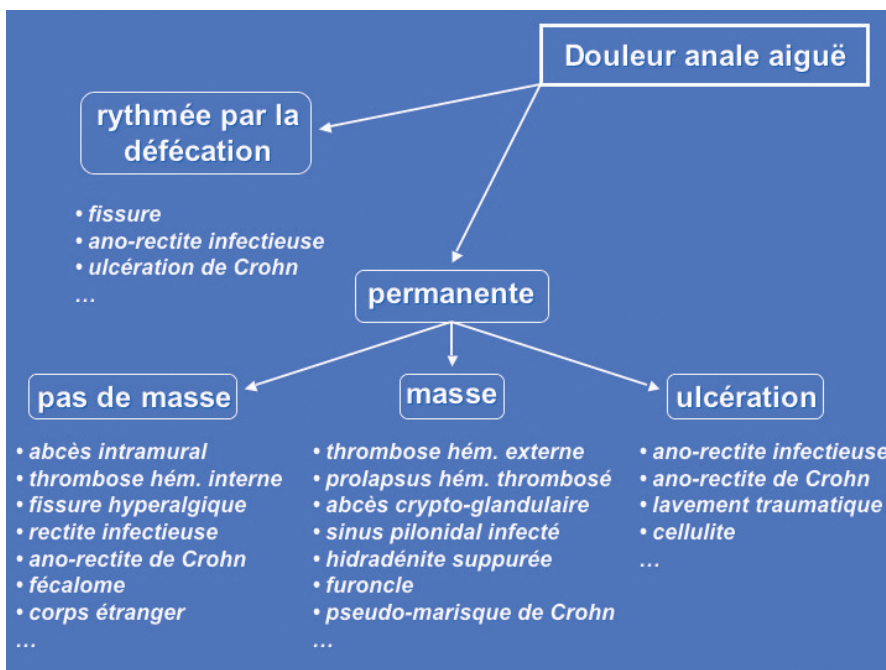 Douleur anale aiguë
rythmée par la
défécation
• fissure
• ano-rectite infectieuse
• ulcération de Crohn
…
permanente
pas de masse
• abcès intramural
• thrombose hém. interne
• fissure hyperalgique
• rectite infectieuse
• ano-rectite de Crohn
• fécalome
• corps étranger
…
masse
• thrombose hém. externe
• prolapsus hém. thrombosé
• abcès crypto-glandulaire
• sinus pilonidal infecté
• hidradénite suppurée
• furoncle
• pseudo-marisque de Crohn
…
ulcération
• ano-rectite infectieuse
• ano-rectite de Crohn
• lavement traumatique
• cellulite
…